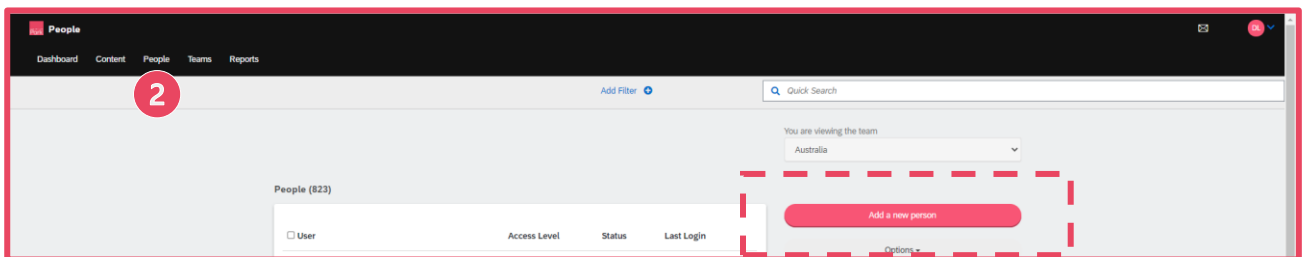 People
DL
Dashboard Content People Teams Reports
2
Add Filter
Quick Search
You are viewing the team
Australia
People (823)
Add a new person
User Access Level Status Last Login
Options